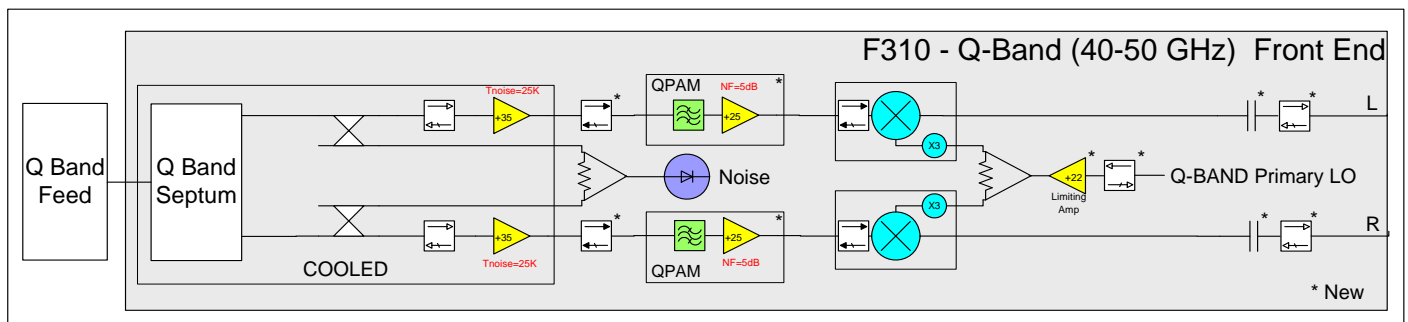 F310 - Q-Band (40-50 GHz) Front End
Q Band
Feed
Q Band
Septum
Tnoise=25K
+35
*
QPAM
NF=5dB
*
+25
X3
*
*
L
Noise
*
*
+22
Limiting
Amp
Q-BAND Primary LO
+35
Tnoise=25K
COOLED
*
*
+25
NF=5dB
QPAM
X3
*
*
R
* New